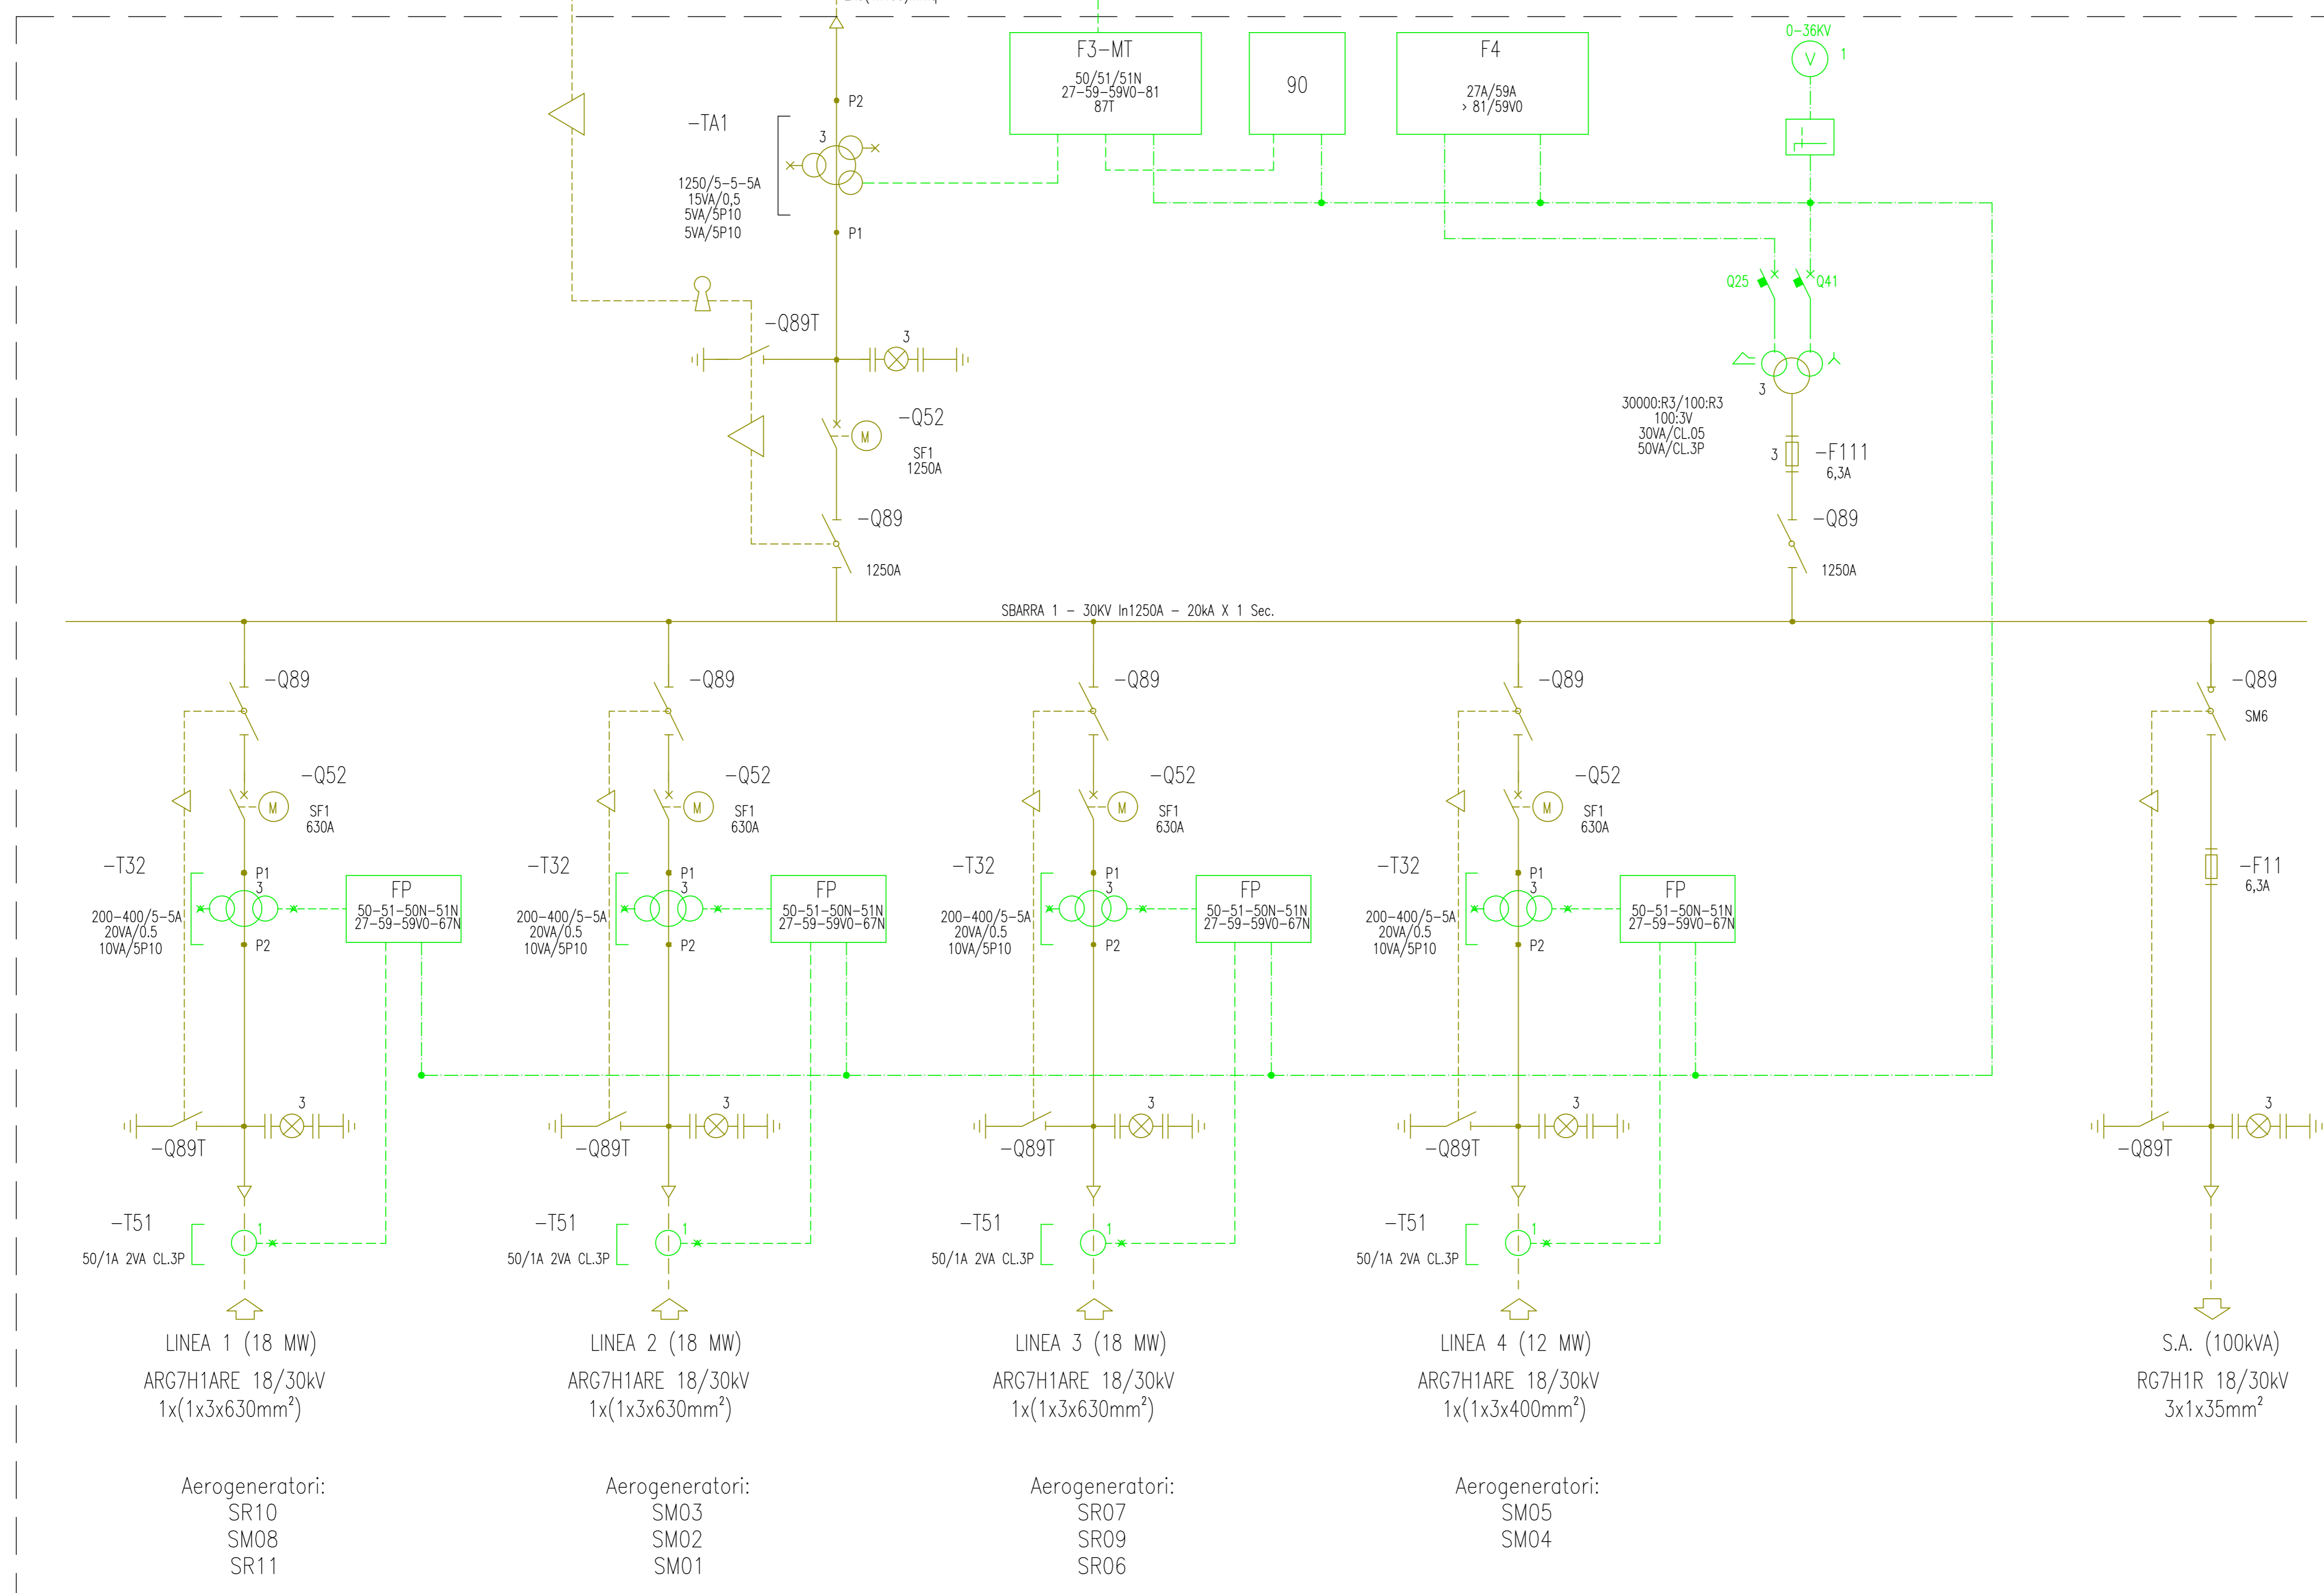 F3-MT
50/51/51N
27-59-59V0-81
87T
90
F4
27A/59A
> 81/59V0
0-36KV
V
1
-TA1
1250/5-5-5A
15VA/0,5
5VA/5P10
5VA/5P10
3
P2
P1
-Q89T
3
-Q52
M
SF1
1250A
-Q89
1250A
Q25
Q41
3
30000:R3/100:R3
100:3V
30VA/CL.05
50VA/CL.3P
3
-F111
6,3A
-Q89
1250A
SBARRA 1 - 30KV In1250A - 20kA X 1 Sec.
-Q89
-Q52
M
SF1
630A
-T32
200-400/5-5A
20VA/0.5
10VA/5P10
P1
3
P2
FP
50-51-50N-51N
27-59-59V0-67N
3
-Q89T
-T51
1
50/1A 2VA CL.3P
LINEA 1 (18 MW)
ARG7H1ARE 18/30kV
1x(1x3x630mm²)
Aerogeneratori:
SR10
SM08
SR11
-Q89
-Q52
M
SF1
630A
-T32
200-400/5-5A
20VA/0.5
10VA/5P10
P1
3
P2
FP
50-51-50N-51N
27-59-59V0-67N
3
-Q89T
-T51
1
50/1A 2VA CL.3P
LINEA 2 (18 MW)
ARG7H1ARE 18/30kV
1x(1x3x630mm²)
Aerogeneratori:
SM03
SM02
SM01
-Q89
-Q52
M
SF1
630A
-T32
200-400/5-5A
20VA/0.5
10VA/5P10
P1
3
P2
FP
50-51-50N-51N
27-59-59V0-67N
3
-Q89T
-T51
1
50/1A 2VA CL.3P
LINEA 3 (18 MW)
ARG7H1ARE 18/30kV
1x(1x3x630mm²)
Aerogeneratori:
SR07
SR09
SR06
-Q89
-Q52
M
SF1
630A
-T32
200-400/5-5A
20VA/0.5
10VA/5P10
P1
3
P2
FP
50-51-50N-51N
27-59-59V0-67N
3
-Q89T
-T51
1
50/1A 2VA CL.3P
LINEA 4 (12 MW)
ARG7H1ARE 18/30kV
1x(1x3x400mm²)
Aerogeneratori:
SM05
SM04
-Q89
SM6
-F11
6,3A
3
-Q89T
S.A. (100kVA)
RG7H1R 18/30kV
3x1x35mm²